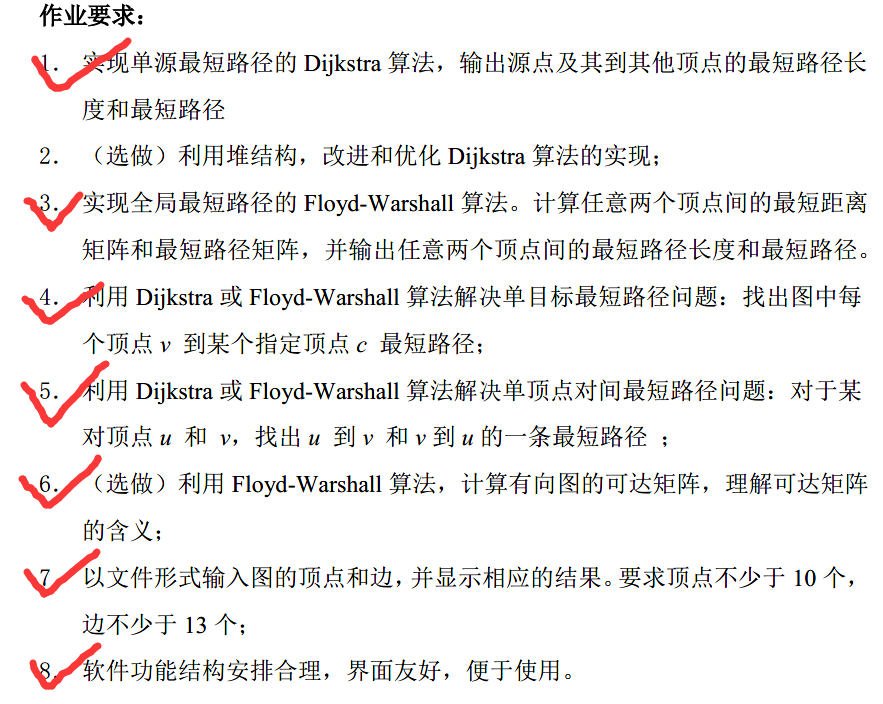 作业要求：
1. 实现单源最短路径的 Dijkstra 算法，输出源点及其到其他顶点的最短路径长
度和最短路径
2. （选做）利用堆结构，改进和优化 Dijkstra 算法的实现；
3. 实现全局最短路径的 Floyd-Warshall 算法。计算任意两个顶点间的最短距离
矩阵和最短路径矩阵，并输出任意两个顶点间的最短路径长度和最短路径。
4. 利用 Dijkstra 或 Floyd-Warshall 算法解决单目标最短路径问题：找出图中每
个顶点 v 到某个指定顶点 c 最短路径；
5. 利用 Dijkstra 或 Floyd-Warshall 算法解决单顶点对间最短路径问题：对于某
对顶点 u 和 v，找出 u 到 v 和 v 到 u 的一条最短路径 ；
6. （选做）利用 Floyd-Warshall 算法，计算有向图的可达矩阵，理解可达矩阵
的含义；
7 以文件形式输入图的顶点和边，并显示相应的结果。要求顶点不少于 10 个，
边不少于 13 个；
8. 软件功能结构安排合理，界面友好，便于使用。